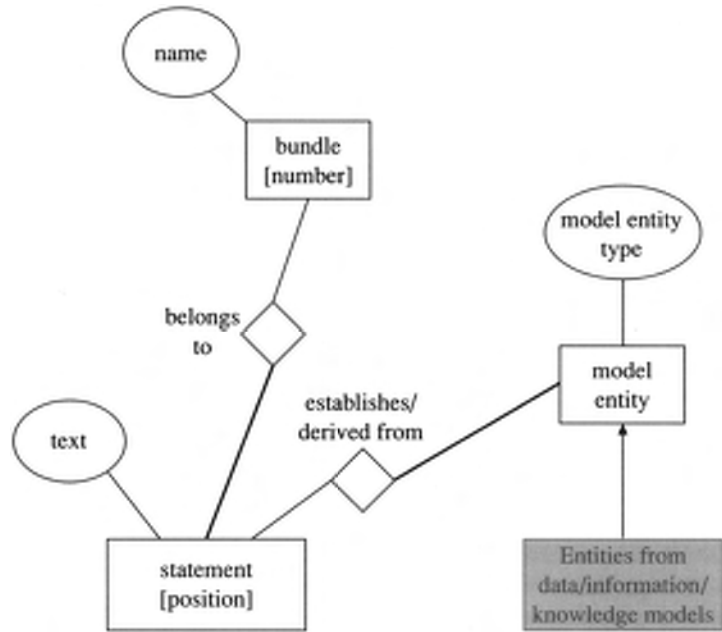 name
bundle
[number]
model entity
type
belongs
to
model
entity
establishes/
derived from
text
statement
[position]
Entities from
data/information/
knowledge models